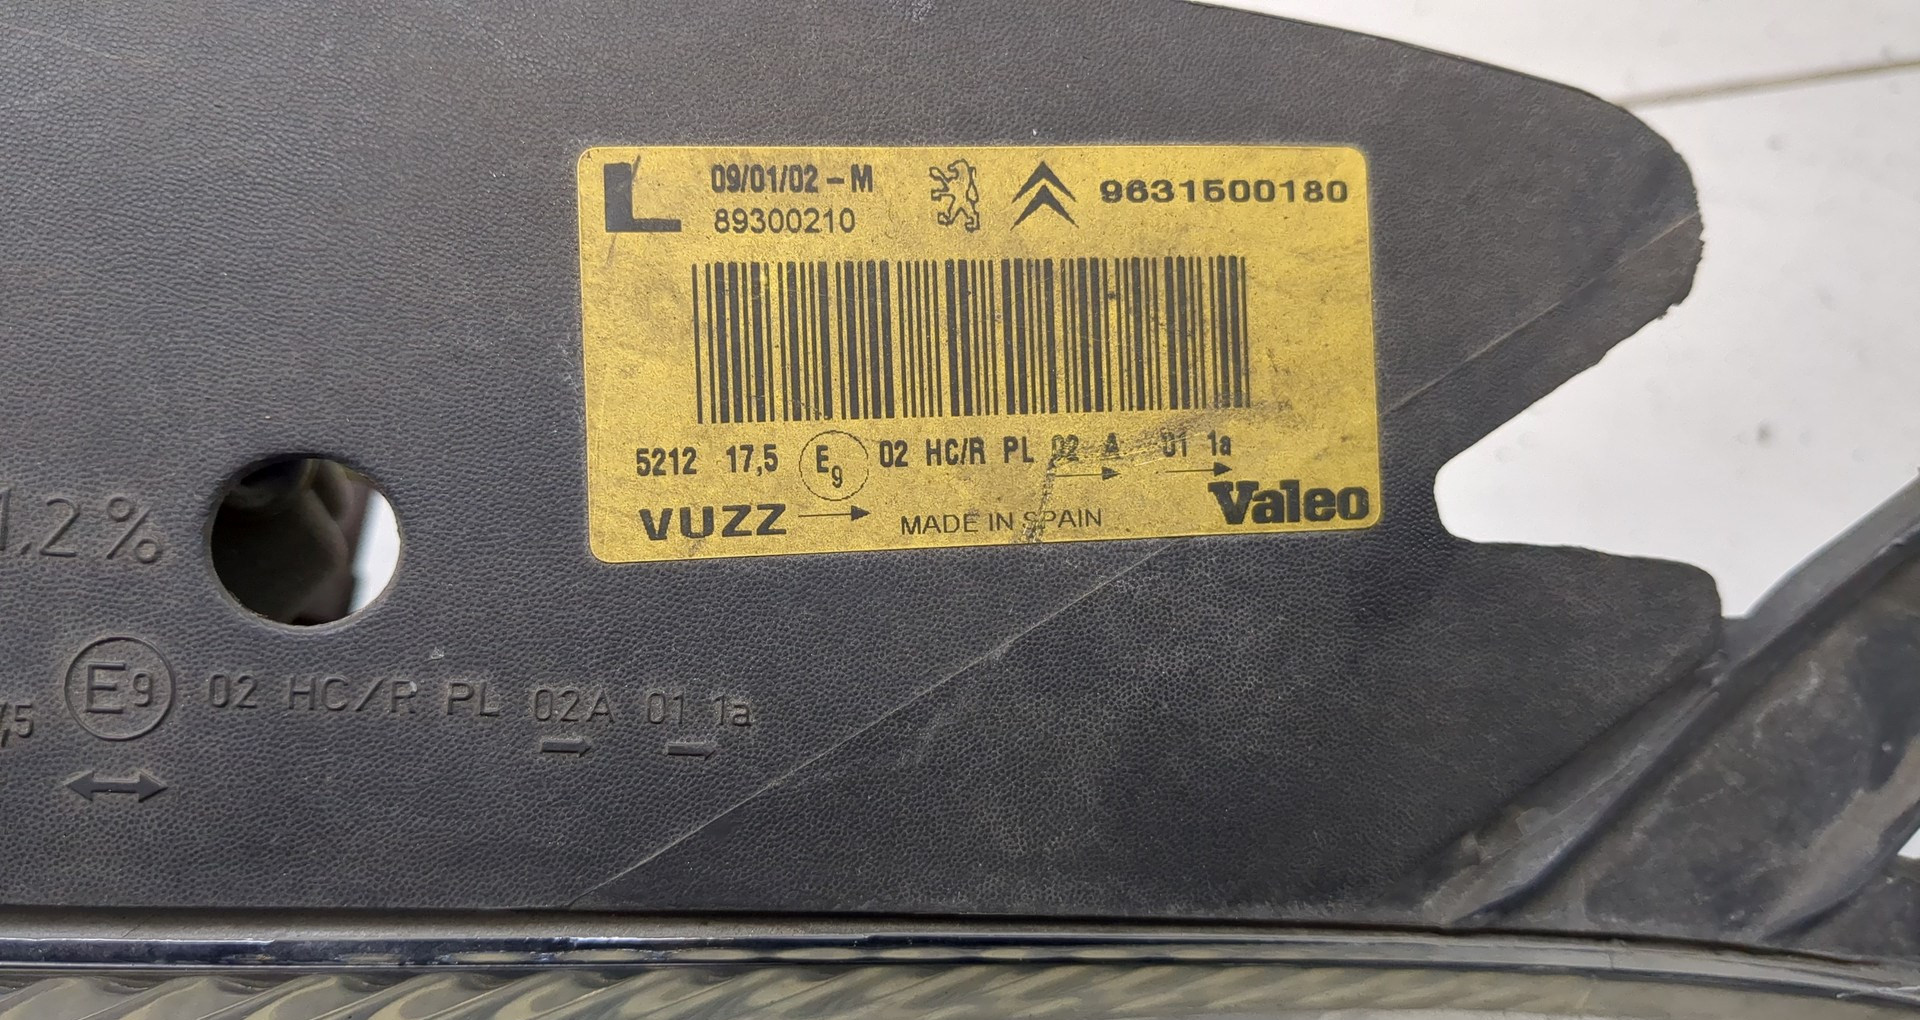 L 09/01/02-M 9631500180
89300210
5212 17,5 E9 02 HC/R PL 02 A 01 1a
VUZZ → MADE IN SPAIN Valeo
1.2%
E9 02 HC/R PL 02A 01 1a